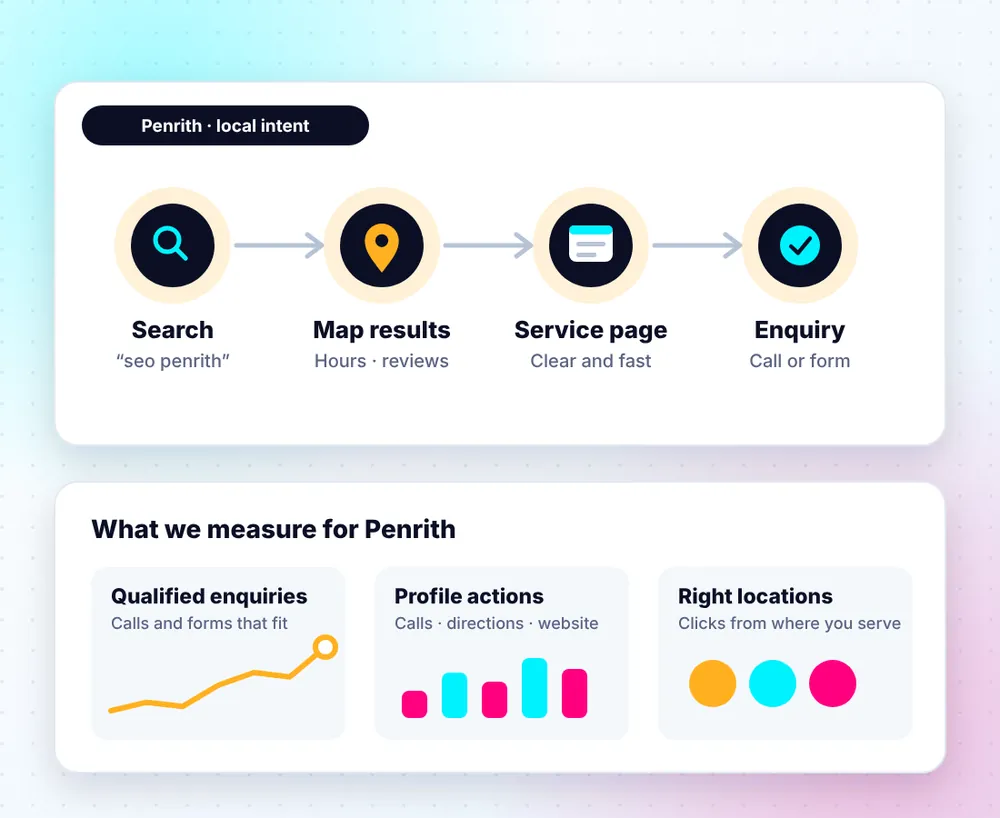 Penrith · local intent
Search
“seo penrith”
Map results
Hours · reviews
Service page
Clear and fast
Enquiry
Call or form
What we measure for Penrith
Qualified enquiries
Calls and forms that fit
Profile actions
Calls · directions · website
Right locations
Clicks from where you serve